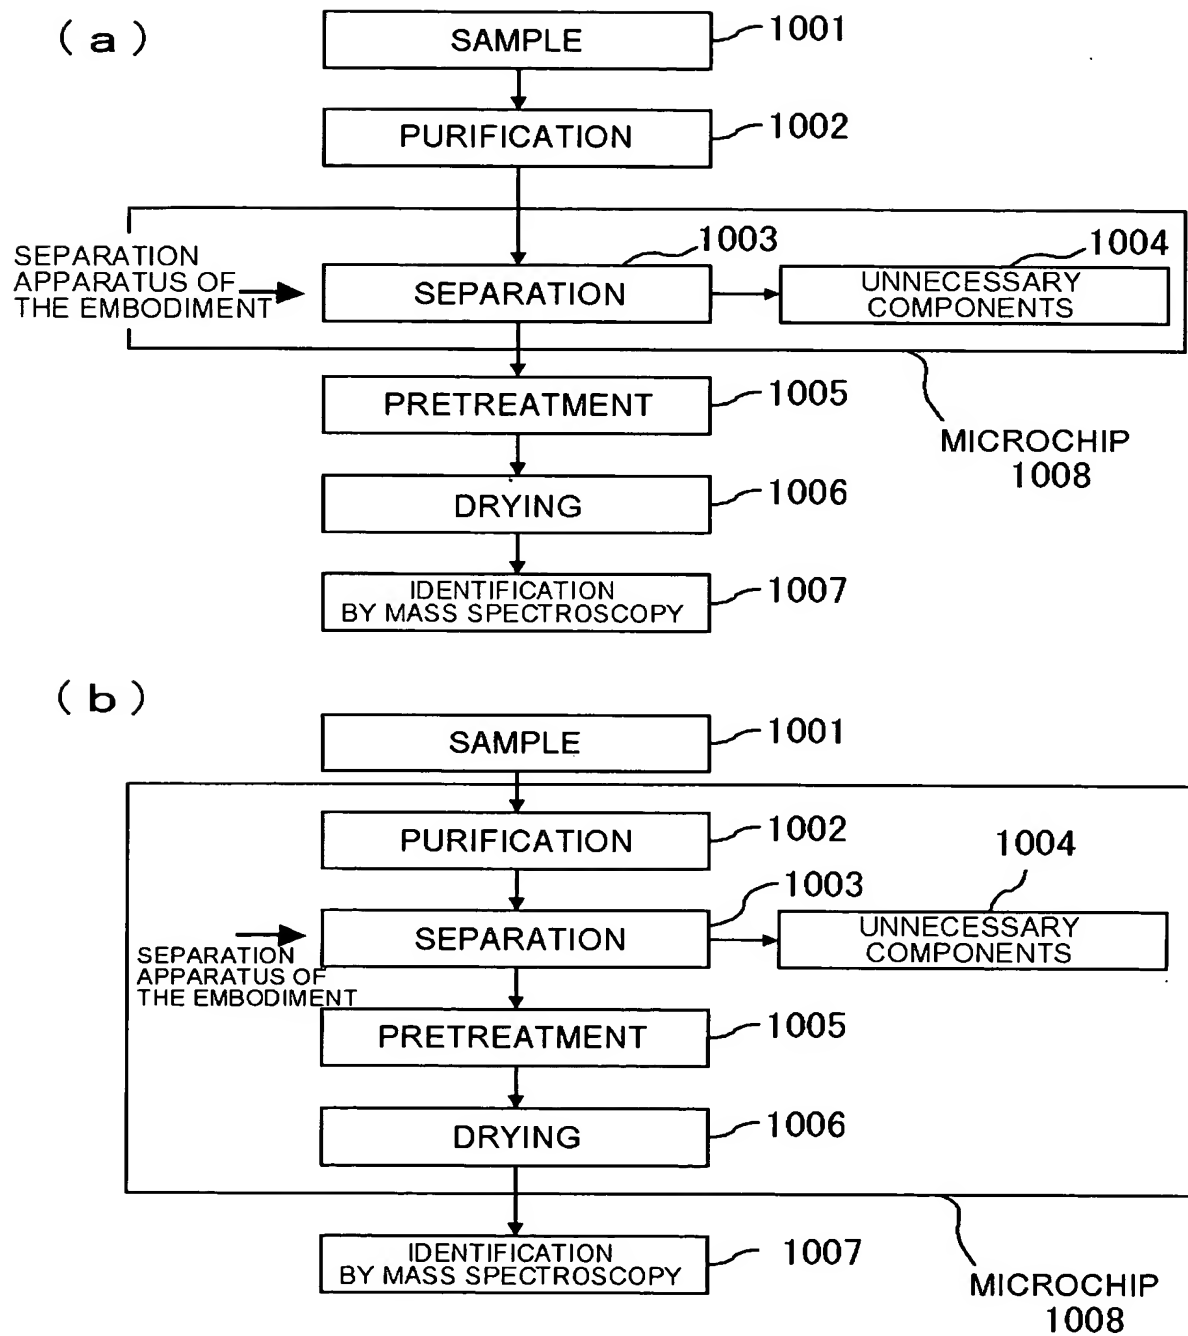 (a)
SAMPLE
1001
PURIFICATION
1002
SEPARATION
APPARATUS OF
THE EMBODIMENT
SEPARATION
1003
UNNECESSARY
COMPONENTS
1004
PRETREATMENT
1005
MICROCHIP
1008
DRYING
1006
IDENTIFICATION
BY MASS SPECTROSCOPY
1007
(b)
SAMPLE
1001
PURIFICATION
1002
SEPARATION
1003
UNNECESSARY
COMPONENTS
1004
SEPARATION
APPARATUS OF
THE EMBODIMENT
PRETREATMENT
1005
DRYING
1006
IDENTIFICATION
BY MASS SPECTROSCOPY
1007
MICROCHIP
1008